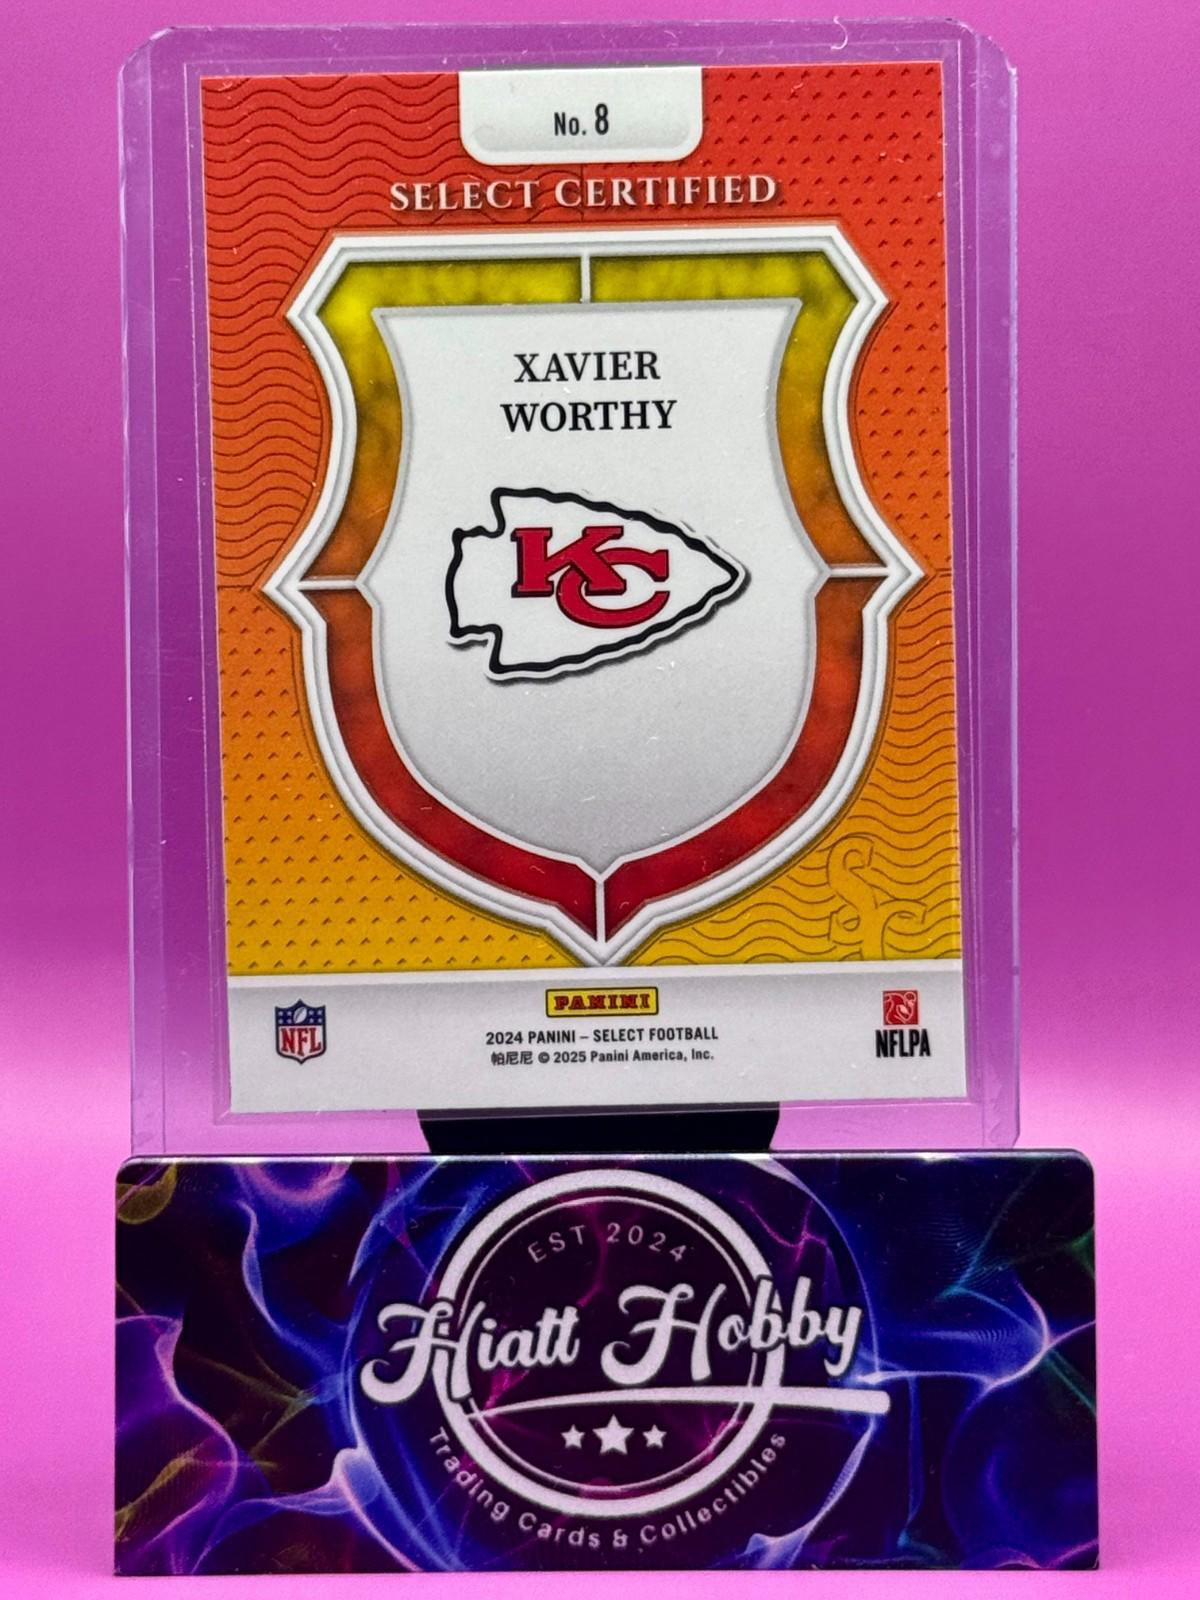 No. 8
SELECT CERTIFIED
XAVIER
WORTHY
KC
SC
NFL
PANINI
2024 PANINI – SELECT FOOTBALL
帕尼尼 © 2025 Panini America, Inc.
NFLPA
EST 2024
Hiatt Hobby
Trading Cards & Collectibles